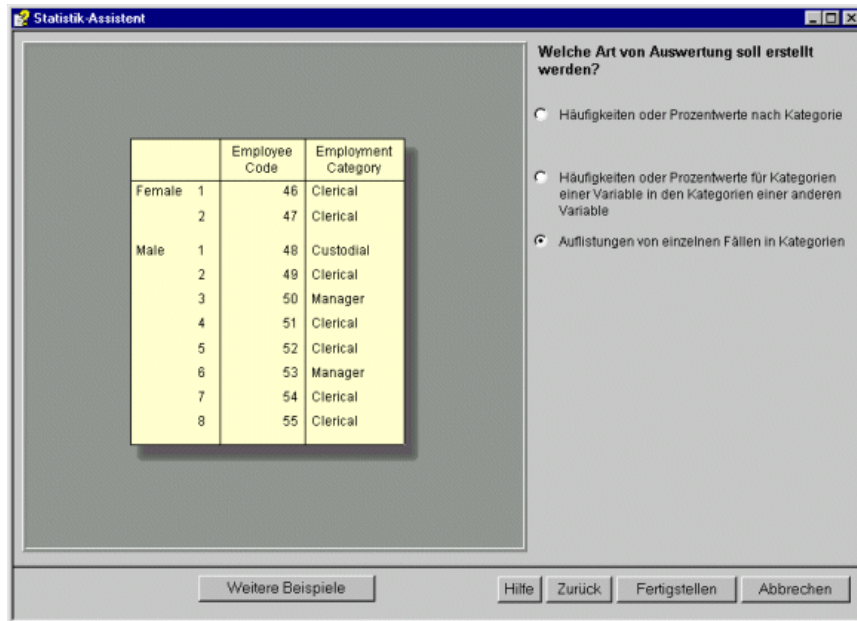 Statistik-Assistent
Welche Art von Auswertung soll erstellt
werden?
Häufigkeiten oder Prozentwerte nach Kategorie
Häufigkeiten oder Prozentwerte für Kategorien
einer Variable in den Kategorien einer anderen
Variable
Auflistungen von einzelnen Fällen in Kategorien
Employee Employment
Code Category
Female 1 46 Clerical
2 47 Clerical
Male 1 48 Custodial
2 49 Clerical
3 50 Manager
4 51 Clerical
5 52 Clerical
6 53 Manager
7 54 Clerical
8 55 Clerical
Weitere Beispiele Hilfe Zurück Fertigstellen Abbrechen